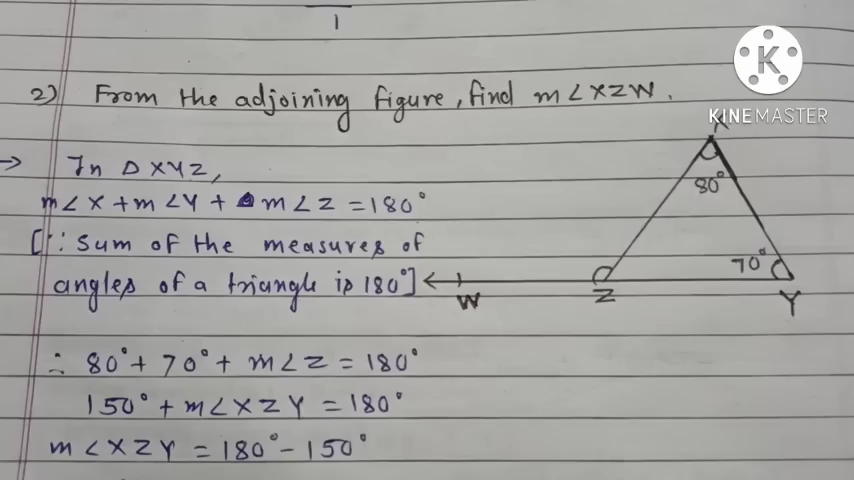 1
2) From the adjoining figure, find m∠XZW.
→ In Δ XYZ,
m∠X + m∠Y + m∠Z = 180°
[∵ Sum of the measures of
angles of a triangle is 180°]
∴ 80° + 70° + m∠Z = 180°
150° + m∠XZY = 180°
m∠XZY = 180° - 150°
X
80°
70°
W
Z
Y
K
KINEMASTER